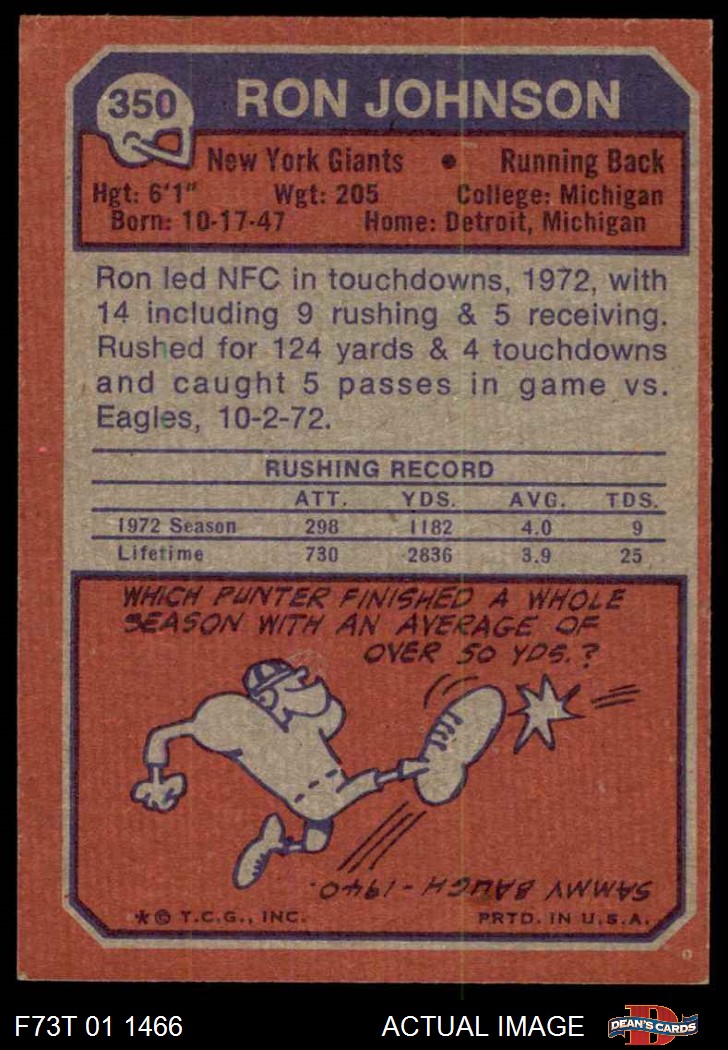 350
RON JOHNSON
New York Giants • Running Back
Hgt: 6'1" Wgt: 205 College: Michigan
Born: 10-17-47 Home: Detroit, Michigan
Ron led NFC in touchdowns, 1972, with
14 including 9 rushing & 5 receiving.
Rushed for 124 yards & 4 touchdowns
and caught 5 passes in game vs.
Eagles, 10-2-72.
RUSHING RECORD
ATT. YDS. AVG. TDS.
1972 Season 298 1182 4.0 9
Lifetime 730 2836 3.9 25
WHICH PUNTER FINISHED A WHOLE
SEASON WITH AN AVERAGE OF
OVER 50 YDS.?
SAMMY BAUGH - 1940.
* © T.C.G., INC. PRTD. IN U.S.A.
F73T 01 1466 ACTUAL IMAGE DEAN'S CARDS